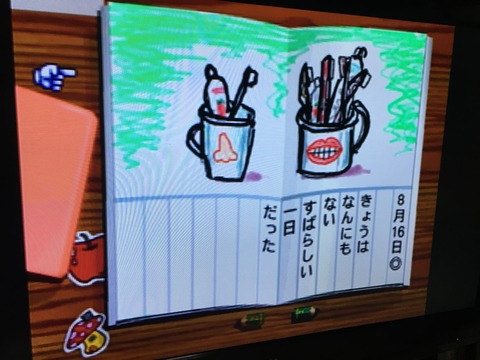 8月16日◎
きょうは
なんにも
ない
すばらしい
一日
だった